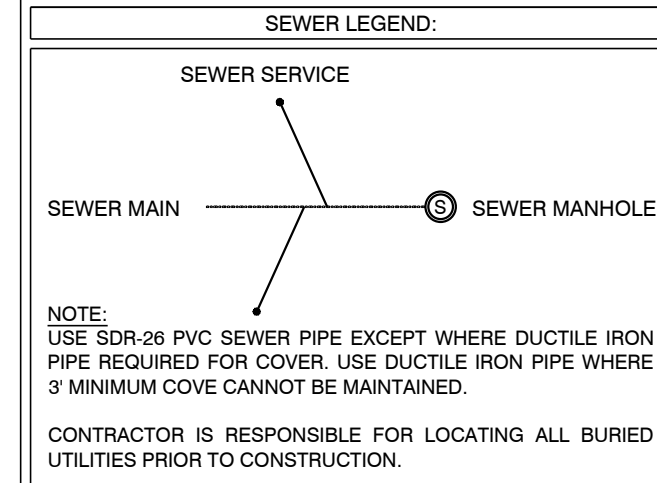 SEWER LEGEND:
SEWER SERVICE
SEWER MAIN
S
SEWER MANHOLE
NOTE:
USE SDR-26 PVC SEWER PIPE EXCEPT WHERE DUCTILE IRON
PIPE REQUIRED FOR COVER. USE DUCTILE IRON PIPE WHERE
3' MINIMUM COVE CANNOT BE MAINTAINED.
CONTRACTOR IS RESPONSIBLE FOR LOCATING ALL BURIED
UTILITIES PRIOR TO CONSTRUCTION.